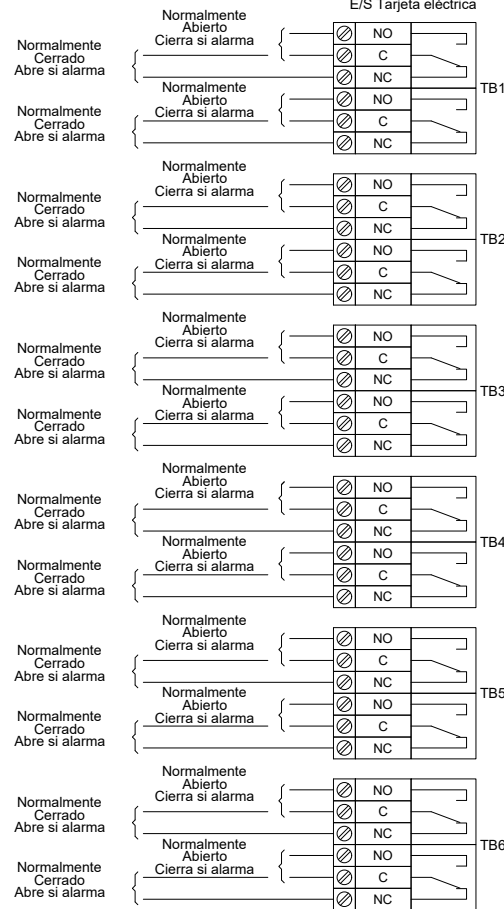 E/S Tarjeta eléctrica
Normalmente
Abierto
Cierra si alarma
Normalmente
Cerrado
Abre si alarma
NO
C
NC
Normalmente
Abierto
Cierra si alarma
Normalmente
Cerrado
Abre si alarma
NO
C
NC
TB1
Normalmente
Abierto
Cierra si alarma
Normalmente
Cerrado
Abre si alarma
NO
C
NC
Normalmente
Abierto
Cierra si alarma
Normalmente
Cerrado
Abre si alarma
NO
C
NC
TB2
Normalmente
Abierto
Cierra si alarma
Normalmente
Cerrado
Abre si alarma
NO
C
NC
Normalmente
Abierto
Cierra si alarma
Normalmente
Cerrado
Abre si alarma
NO
C
NC
TB3
Normalmente
Abierto
Cierra si alarma
Normalmente
Cerrado
Abre si alarma
NO
C
NC
Normalmente
Abierto
Cierra si alarma
Normalmente
Cerrado
Abre si alarma
NO
C
NC
TB4
Normalmente
Abierto
Cierra si alarma
Normalmente
Cerrado
Abre si alarma
NO
C
NC
Normalmente
Abierto
Cierra si alarma
Normalmente
Cerrado
Abre si alarma
NO
C
NC
TB5
Normalmente
Abierto
Cierra si alarma
Normalmente
Cerrado
Abre si alarma
NO
C
NC
Normalmente
Abierto
Cierra si alarma
Normalmente
Cerrado
Abre si alarma
NO
C
NC
TB6